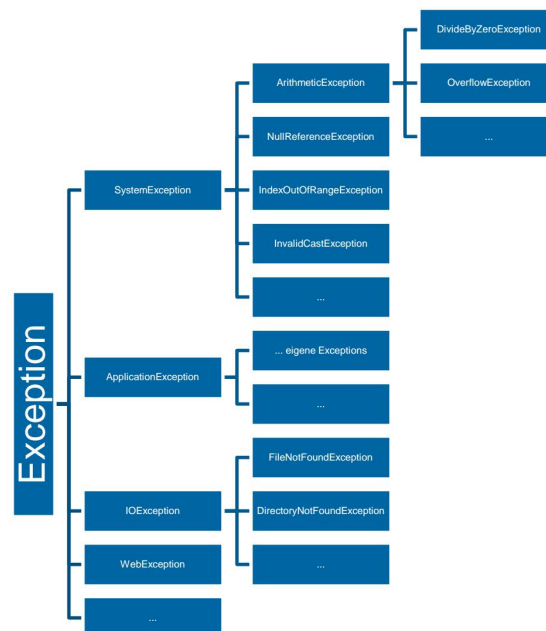 Exception
SystemException
ArithmeticException
DivideByZeroException
OverflowException
...
NullReferenceException
IndexOutOfRangeException
InvalidCastException
...
ApplicationException
... eigene Exceptions
...
IOException
FileNotFoundException
DirectoryNotFoundException
...
WebException
...